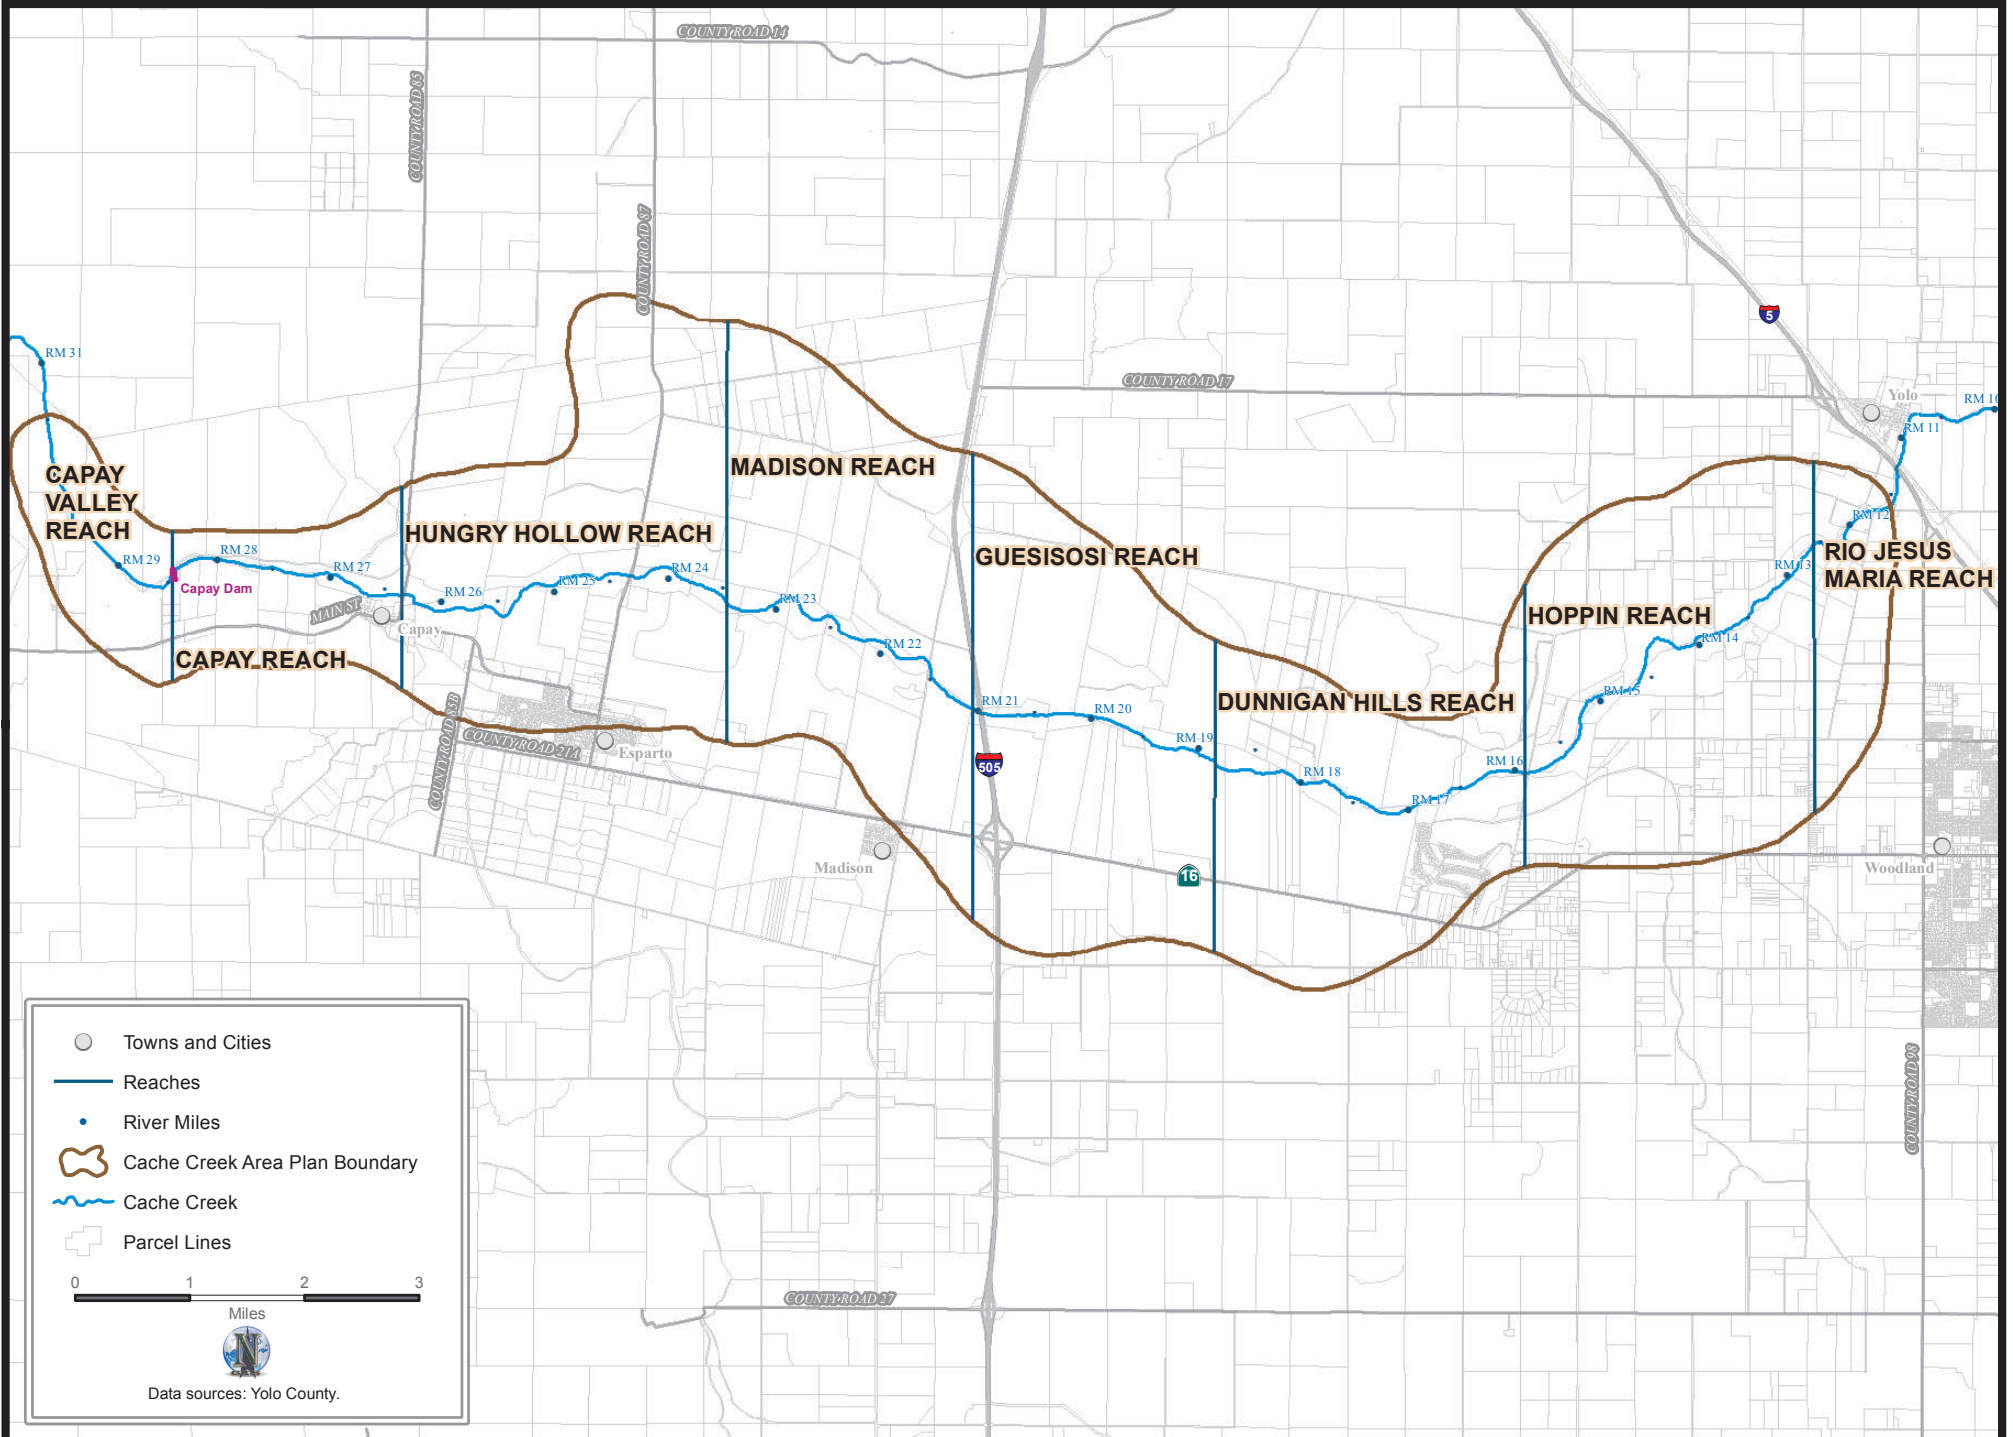 COUNTY ROAD 14
COUNTY ROAD 85
COUNTY ROAD 87
5
RM 31
COUNTY ROAD 17
Yolo
RM 10
RM 11
CAPAY
VALLEY
REACH
MADISON REACH
HUNGRY HOLLOW REACH
GUESISOSI REACH
RM 12
RIO JESUS
MARIA REACH
RM 13
RM 29
RM 28
RM 27
Capay Dam
RM 26
RM 25
RM 24
RM 23
MAIN ST
Capay
HOPPIN REACH
RM 14
RM 22
CAPAY REACH
RM 21
RM 20
DUNNIGAN HILLS REACH
RM 15
COUNTY ROAD 85B
COUNTY ROAD 21A
Esparto
RM 19
505
RM 18
RM 16
RM 17
Madison
16
Woodland
COUNTY ROAD 98
Towns and Cities
Reaches
River Miles
Cache Creek Area Plan Boundary
Cache Creek
Parcel Lines
0 1 2 3
Miles
N
Data sources: Yolo County.
COUNTY ROAD 27